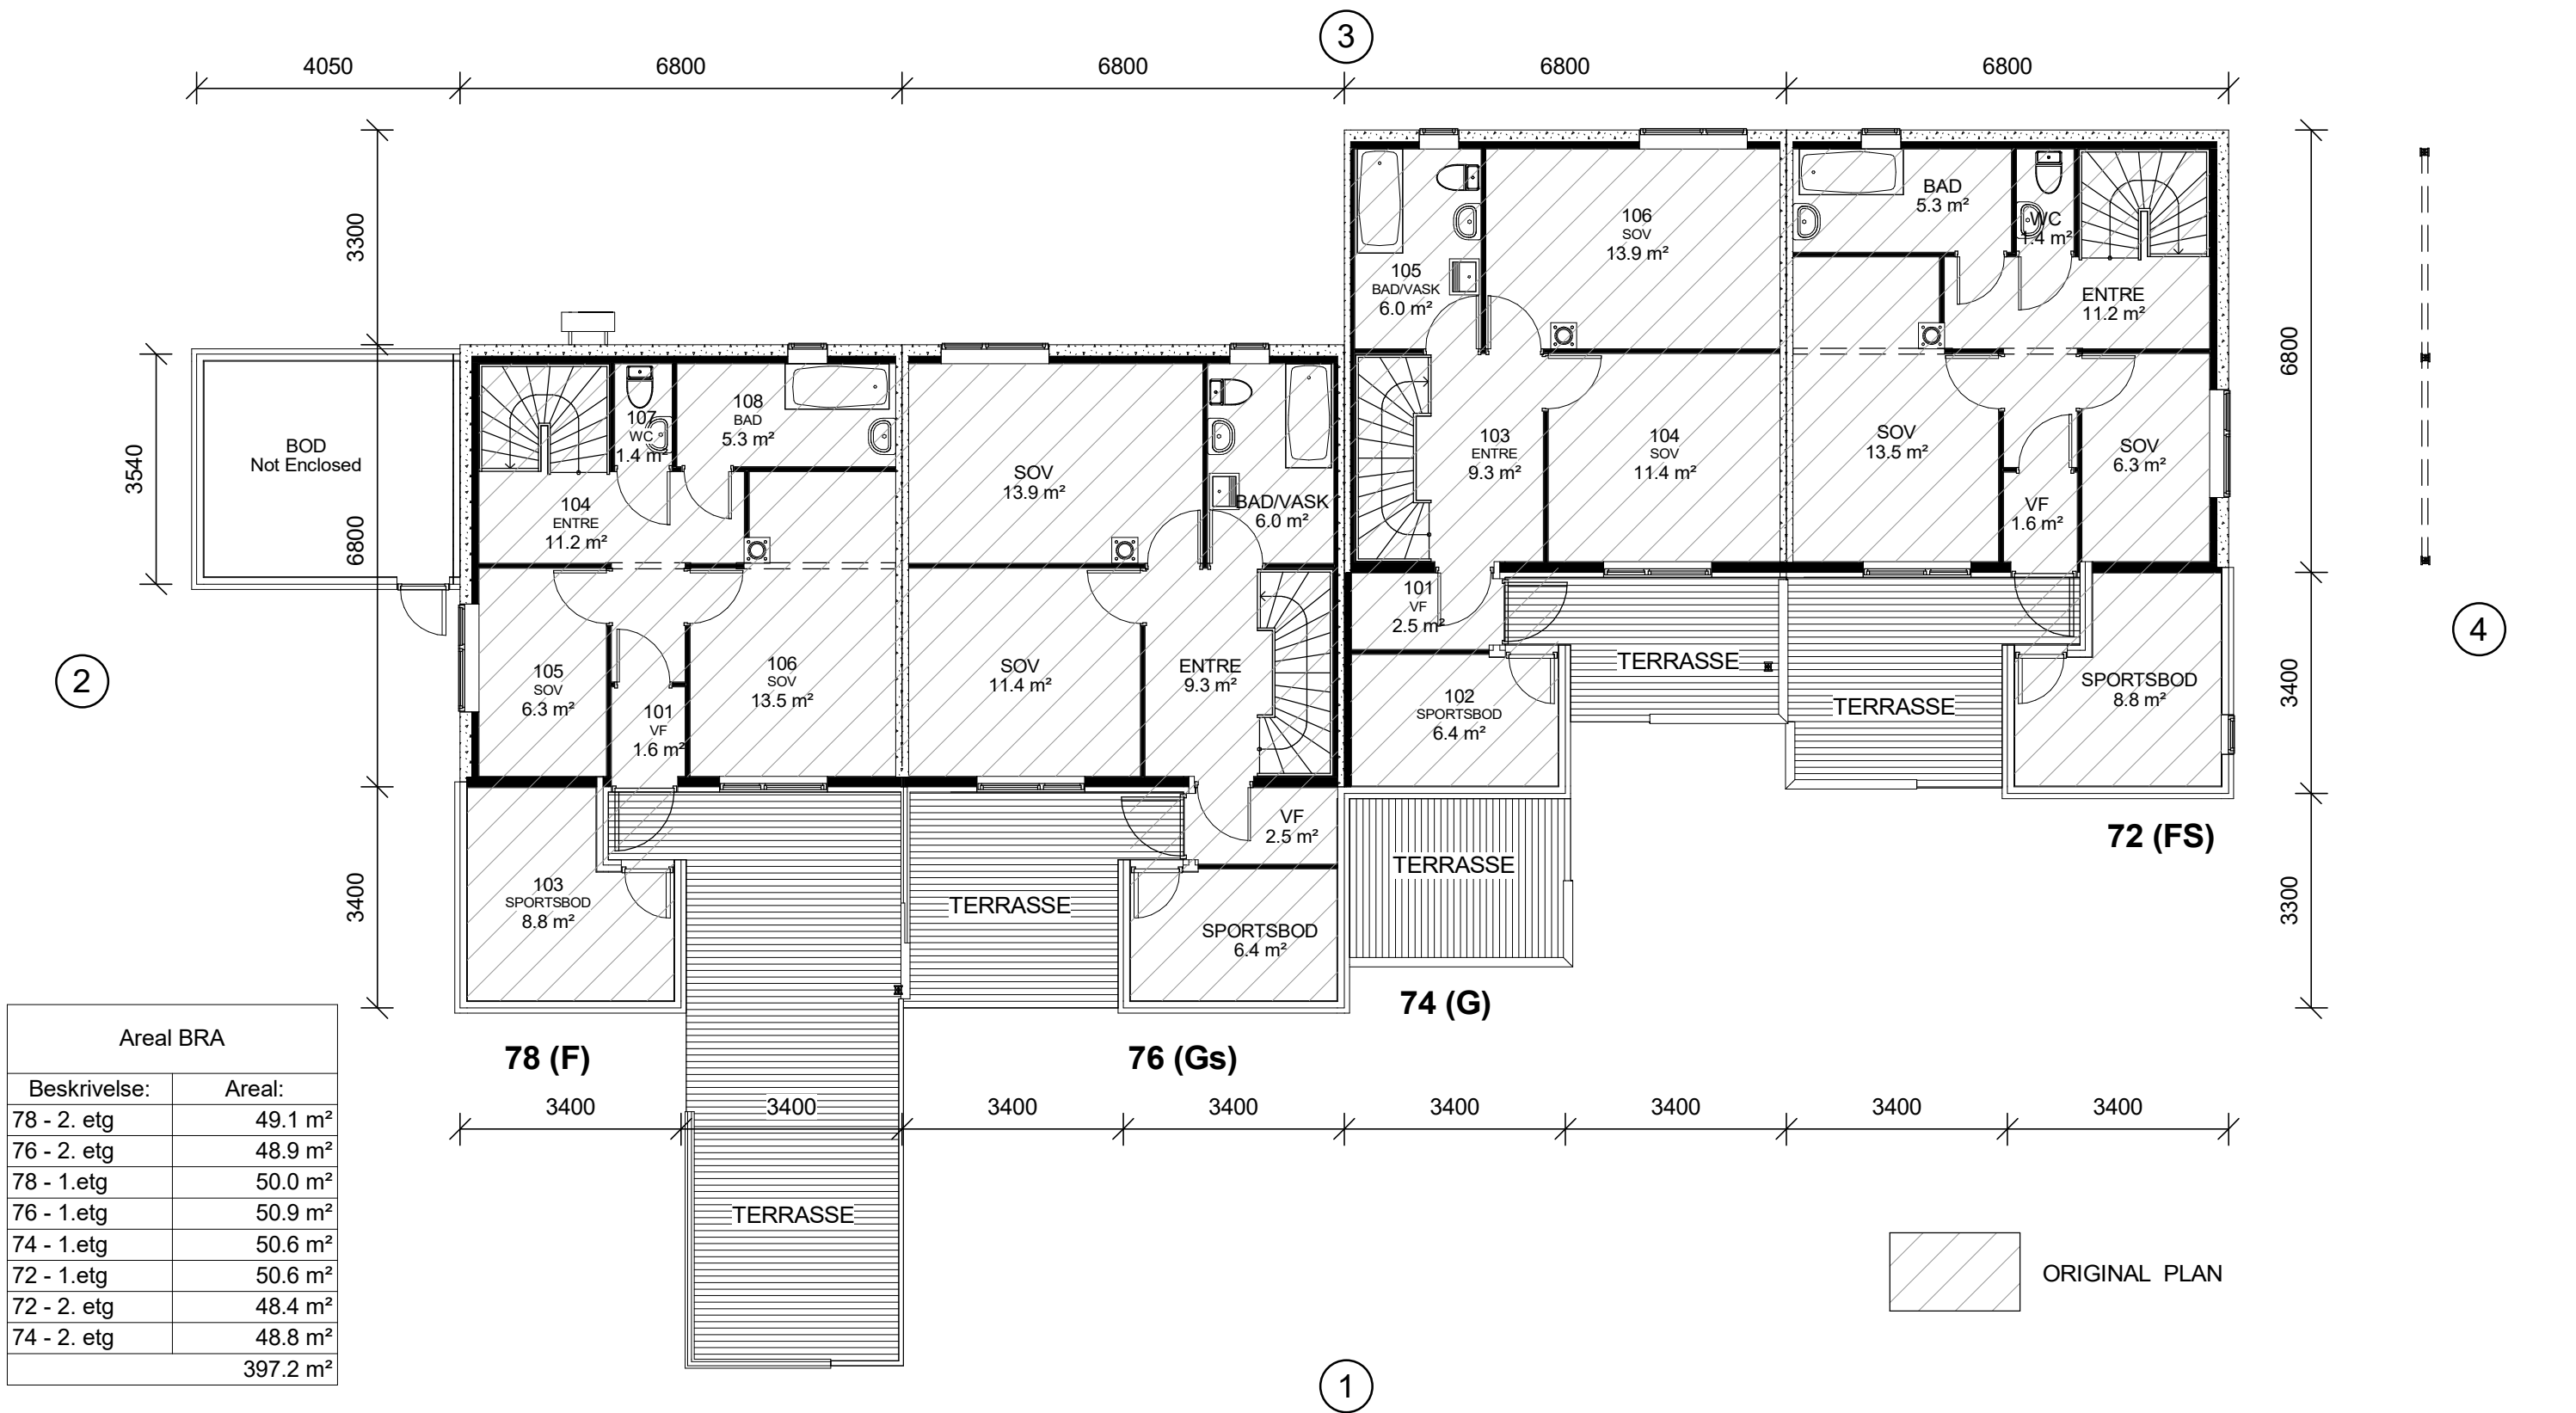 3
4050
6800
6800
6800
6800
3300
6800
3540
3400
BOD
Not Enclosed
107
WC
1.4 m²
108
BAD
5.3 m²
104
ENTRE
11.2 m²
105
SOV
6.3 m²
101
VF
1.6 m²
106
SOV
13.5 m²
103
SPORTSBOD
8.8 m²
SOV
13.9 m²
BAD/VASK
6.0 m²
SOV
11.4 m²
ENTRE
9.3 m²
VF
2.5 m²
SPORTSBOD
6.4 m²
TERRASSE
105
BAD/VASK
6.0 m²
106
SOV
13.9 m²
103
ENTRE
9.3 m²
104
SOV
11.4 m²
101
VF
2.5 m²
102
SPORTSBOD
6.4 m²
TERRASSE
TERRASSE
BAD
5.3 m²
WC
1.4 m²
ENTRE
11.2 m²
SOV
13.5 m²
SOV
6.3 m²
VF
1.6 m²
TERRASSE
SPORTSBOD
8.8 m²
6800
3400
3300
2
4
72 (FS)
74 (G)
78 (F)
76 (Gs)
3400
3400
3400
3400
3400
3400
3400
3400
TERRASSE
Areal BRA
Beskrivelse: Areal:
78 - 2. etg 49.1 m²
76 - 2. etg 48.9 m²
78 - 1.etg 50.0 m²
76 - 1.etg 50.9 m²
74 - 1.etg 50.6 m²
72 - 1.etg 50.6 m²
72 - 2. etg 48.4 m²
74 - 2. etg 48.8 m²
397.2 m²
ORIGINAL PLAN
1